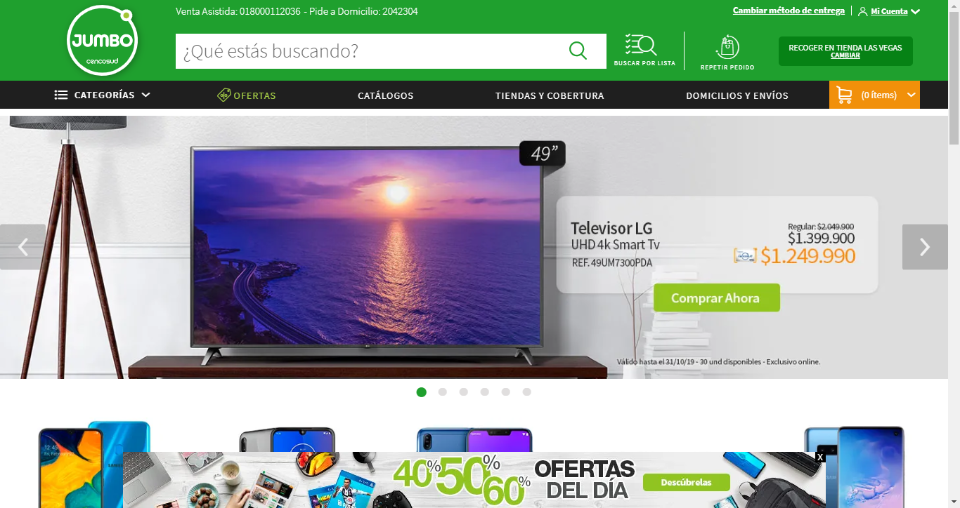 Venta Asistida: 018000112036 - Pide a Domicilio: 2042304
Cambiar método de entrega
Mi Cuenta
JUMBO
cencosud
¿Qué estás buscando?
BUSCAR POR LISTA
REPETIR PEDIDO
RECOGER EN TIENDA LAS VEGAS
CAMBIAR
CATEGORÍAS
OFERTAS
CATÁLOGOS
TIENDAS Y COBERTURA
DOMICILIOS Y ENVÍOS
(0 ítems)
49”
Televisor LG
UHD 4k Smart Tv
REF. 49UM7300PDA
Regular: $2.049.900
$1.399.900
$1.249.990
Comprar Ahora
Válido hasta el 31/10/19 - 30 und disponibles - Exclusivo online.
40% 50% 60%
OFERTAS
DEL DÍA
Descúbrelas
X